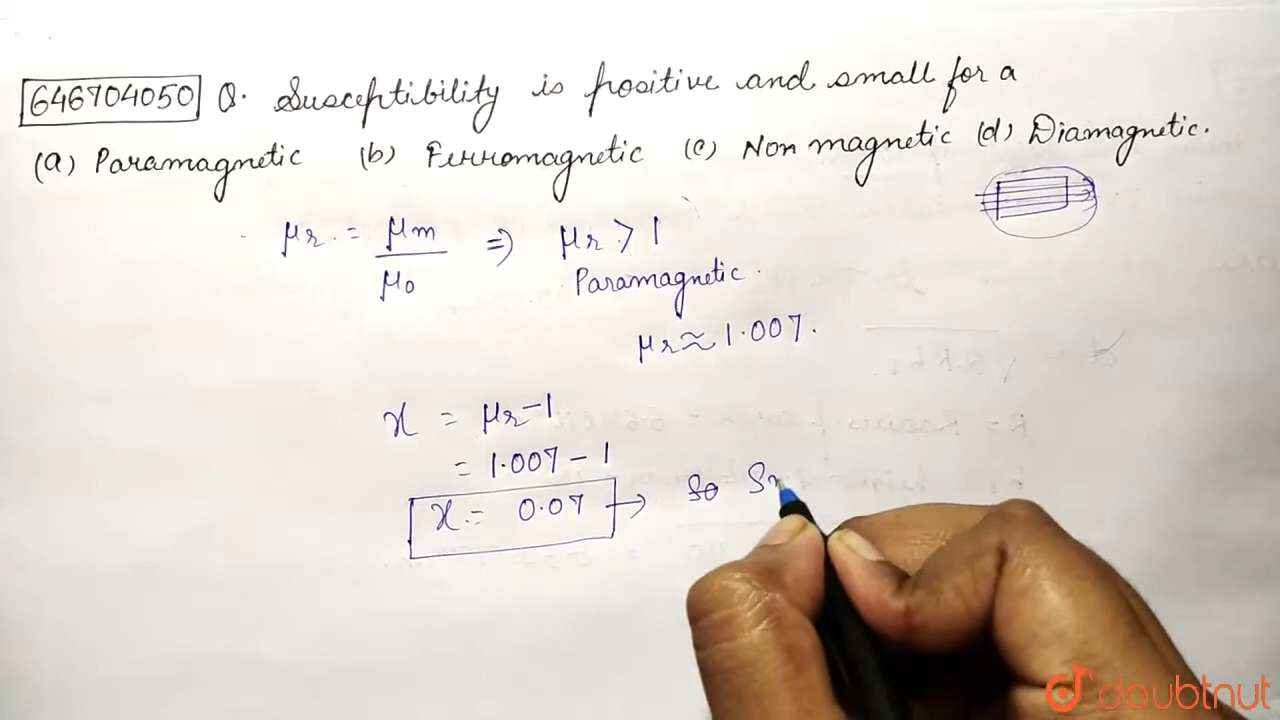 646704050 Q. Susceptibility is positive and small for a
(a) Paramagnetic (b) Ferromagnetic (c) Non magnetic (d) Diamagnetic.
μr = μm/μ0 ⇒ μr > 1
Paramagnetic.
μr ≈ 1.007.
x = μr - 1
= 1.007 - 1
x = 0.07 → so Sm
doubtnut